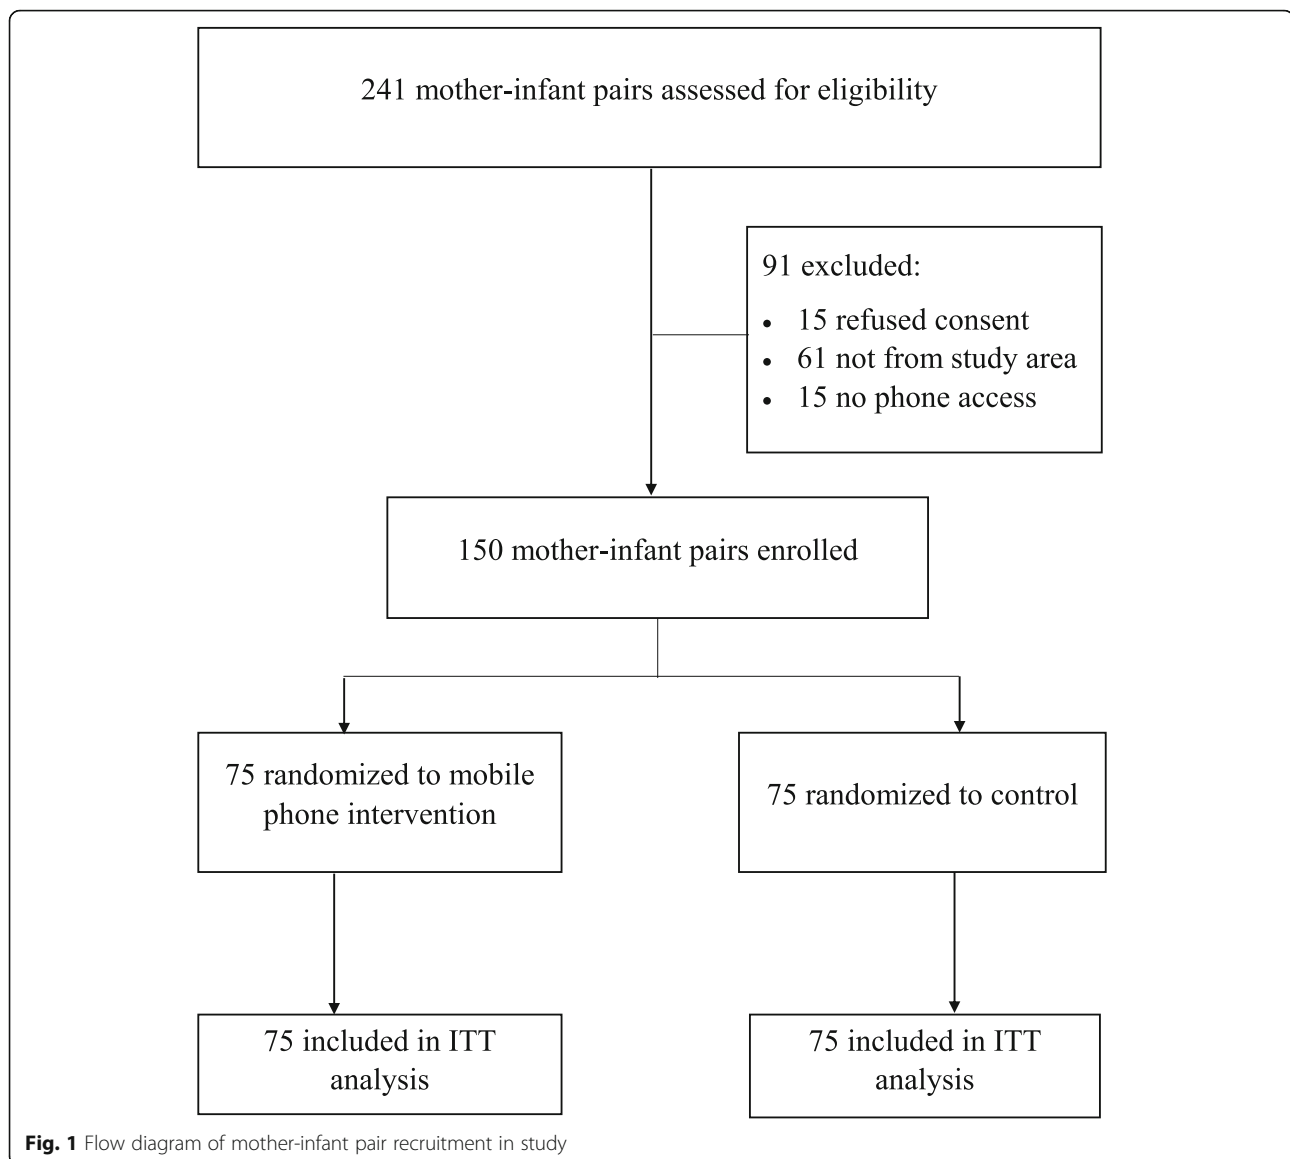 241 mother-infant pairs assessed for eligibility
91 excluded:
• 15 refused consent
• 61 not from study area
• 15 no phone access
150 mother-infant pairs enrolled
75 randomized to mobile
phone intervention
75 randomized to control
75 included in ITT
analysis
75 included in ITT
analysis
Fig. 1 Flow diagram of mother-infant pair recruitment in study